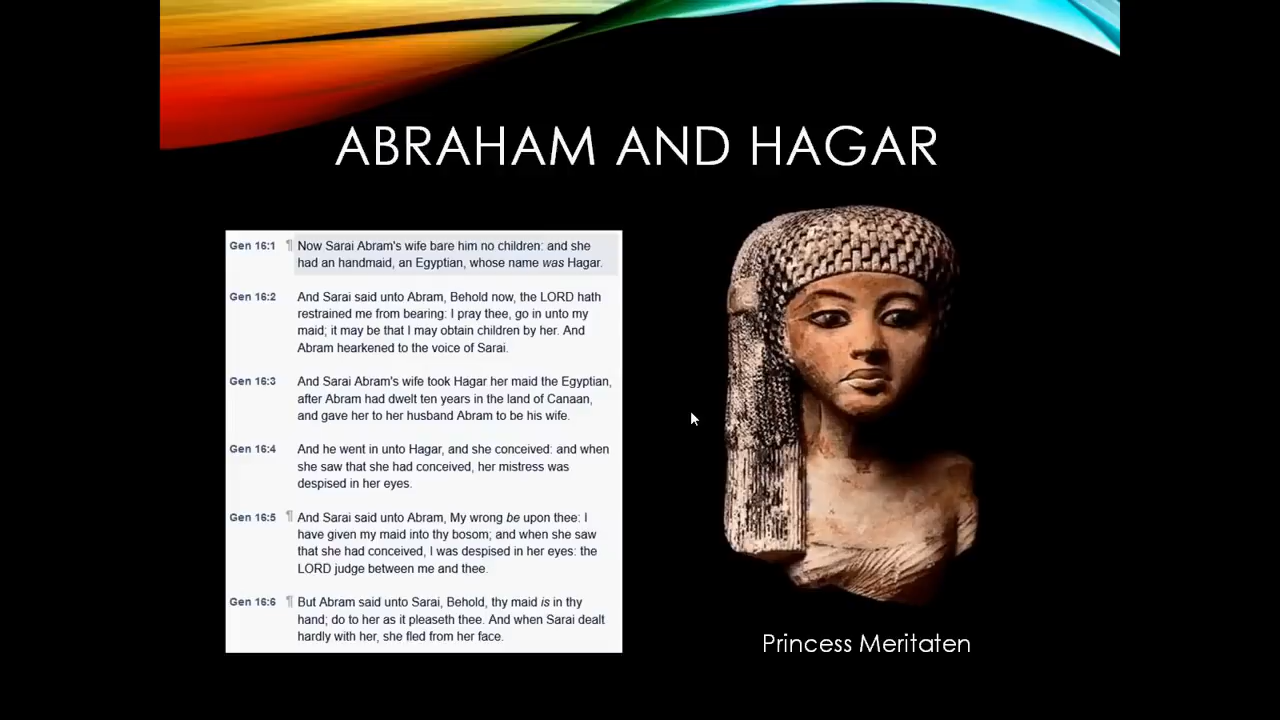 ABRAHAM AND HAGAR
Gen 16:1 ¶ Now Sarai Abram's wife bare him no children: and she
had an handmaid, an Egyptian, whose name was Hagar.
Gen 16:2 And Sarai said unto Abram, Behold now, the LORD hath
restrained me from bearing: I pray thee, go in unto my
maid; it may be that I may obtain children by her. And
Abram hearkened to the voice of Sarai.
Gen 16:3 And Sarai Abram's wife took Hagar her maid the Egyptian,
after Abram had dwelt ten years in the land of Canaan,
and gave her to her husband Abram to be his wife.
Gen 16:4 And he went in unto Hagar, and she conceived: and when
she saw that she had conceived, her mistress was
despised in her eyes.
Gen 16:5 ¶ And Sarai said unto Abram, My wrong be upon thee: I
have given my maid into thy bosom; and when she saw
that she had conceived, I was despised in her eyes: the
LORD judge between me and thee.
Gen 16:6 ¶ But Abram said unto Sarai, Behold, thy maid is in thy
hand; do to her as it pleaseth thee. And when Sarai dealt
hardly with her, she fled from her face.
Princess Meritaten